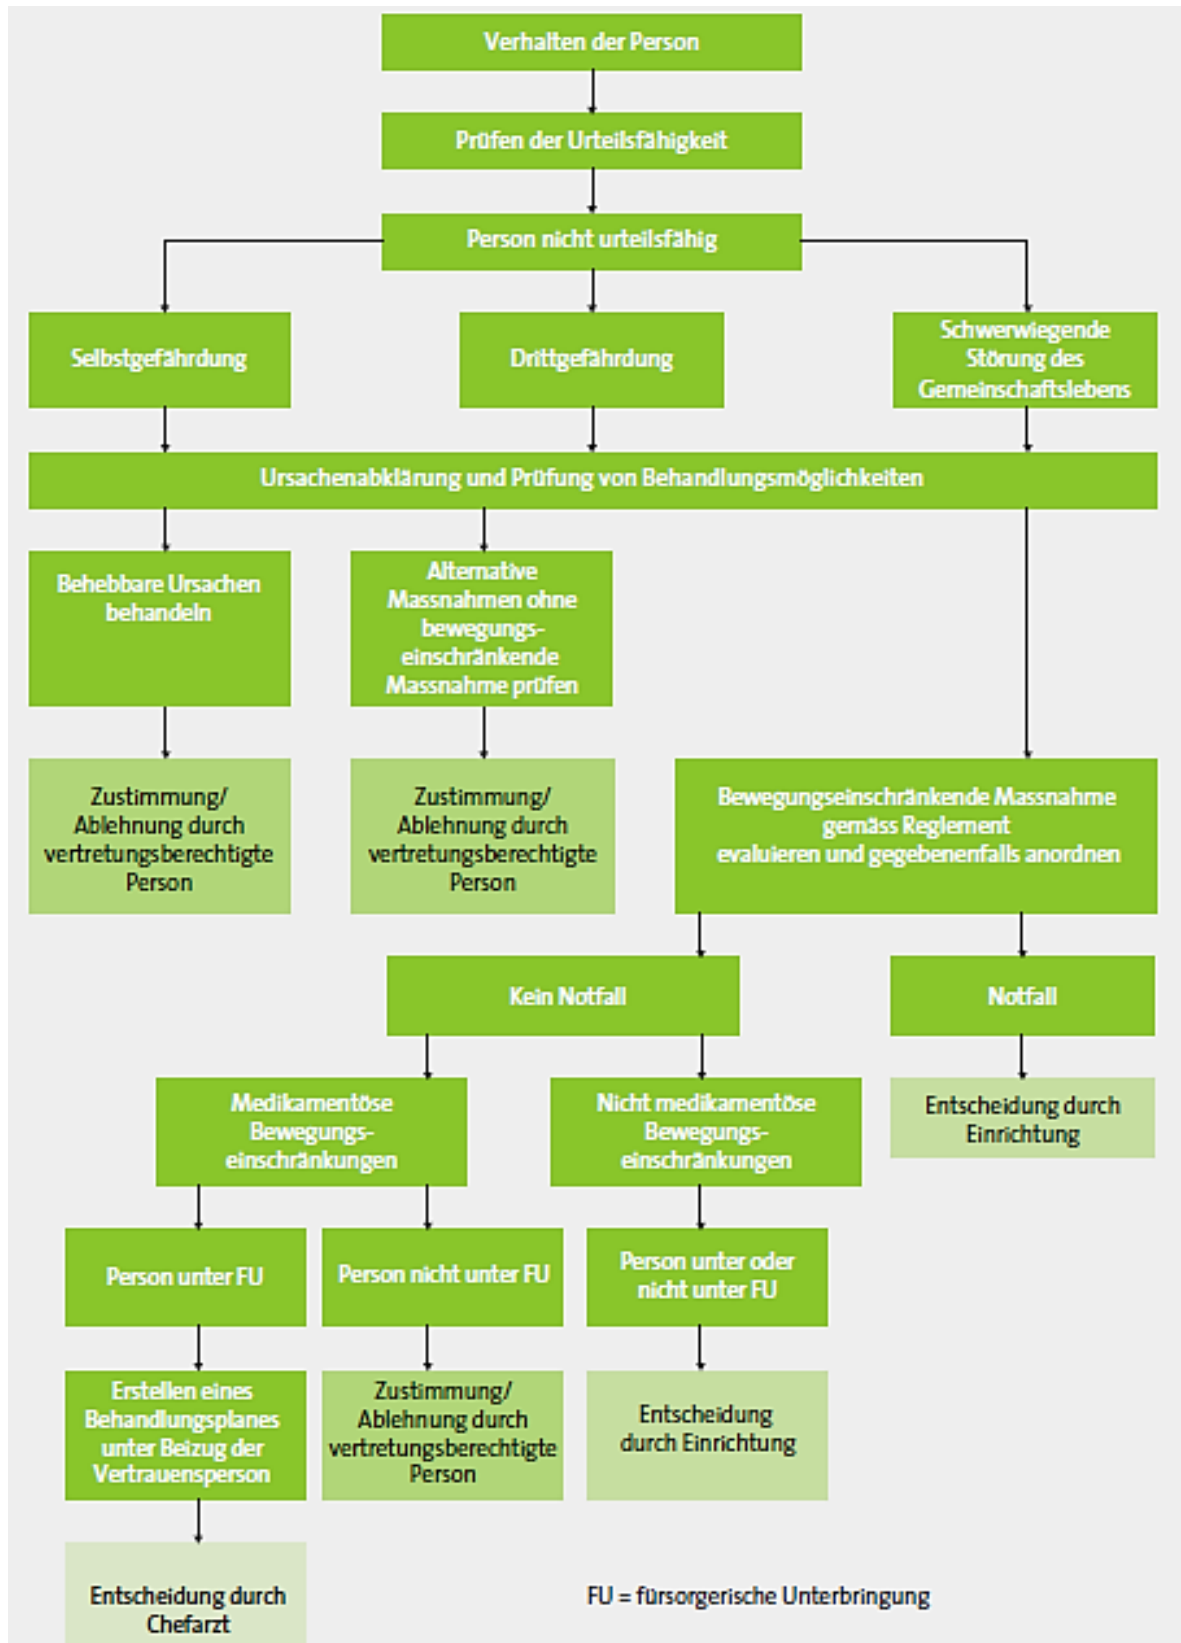 Verhalten der Person
Prüfen der Urteilsfähigkeit
Person nicht urteilsfähig
Selbstgefährdung
Drittgefährdung
Schwerwiegende
Störung des
Gemeinschaftslebens
Ursachenabklärung und Prüfung von Behandlungsmöglichkeiten
Behebbare Ursachen
behandeln
Alternative
Massnahmen ohne
bewegungs-
einschränkende
Massnahme prüfen
Zustimmung/
Ablehnung durch
vertretungsberechtigte
Person
Zustimmung/
Ablehnung durch
vertretungsberechtigte
Person
Bewegungseinschränkende Massnahme
gemäss Reglement
evaluieren und gegebenenfalls anordnen
Kein Notfall
Notfall
Medikamentöse
Bewegungs-
einschränkungen
Nicht medikamentöse
Bewegungs-
einschränkungen
Entscheidung durch
Einrichtung
Person unter FU
Person nicht unter FU
Person unter oder
nicht unter FU
Erstellen eines
Behandlungsplanes
unter Beizug der
Vertrauensperson
Zustimmung/
Ablehnung durch
vertretungsberechtigte
Person
Entscheidung
durch Einrichtung
Entscheidung durch
Chefarzt
FU = fürsorgerische Unterbringung